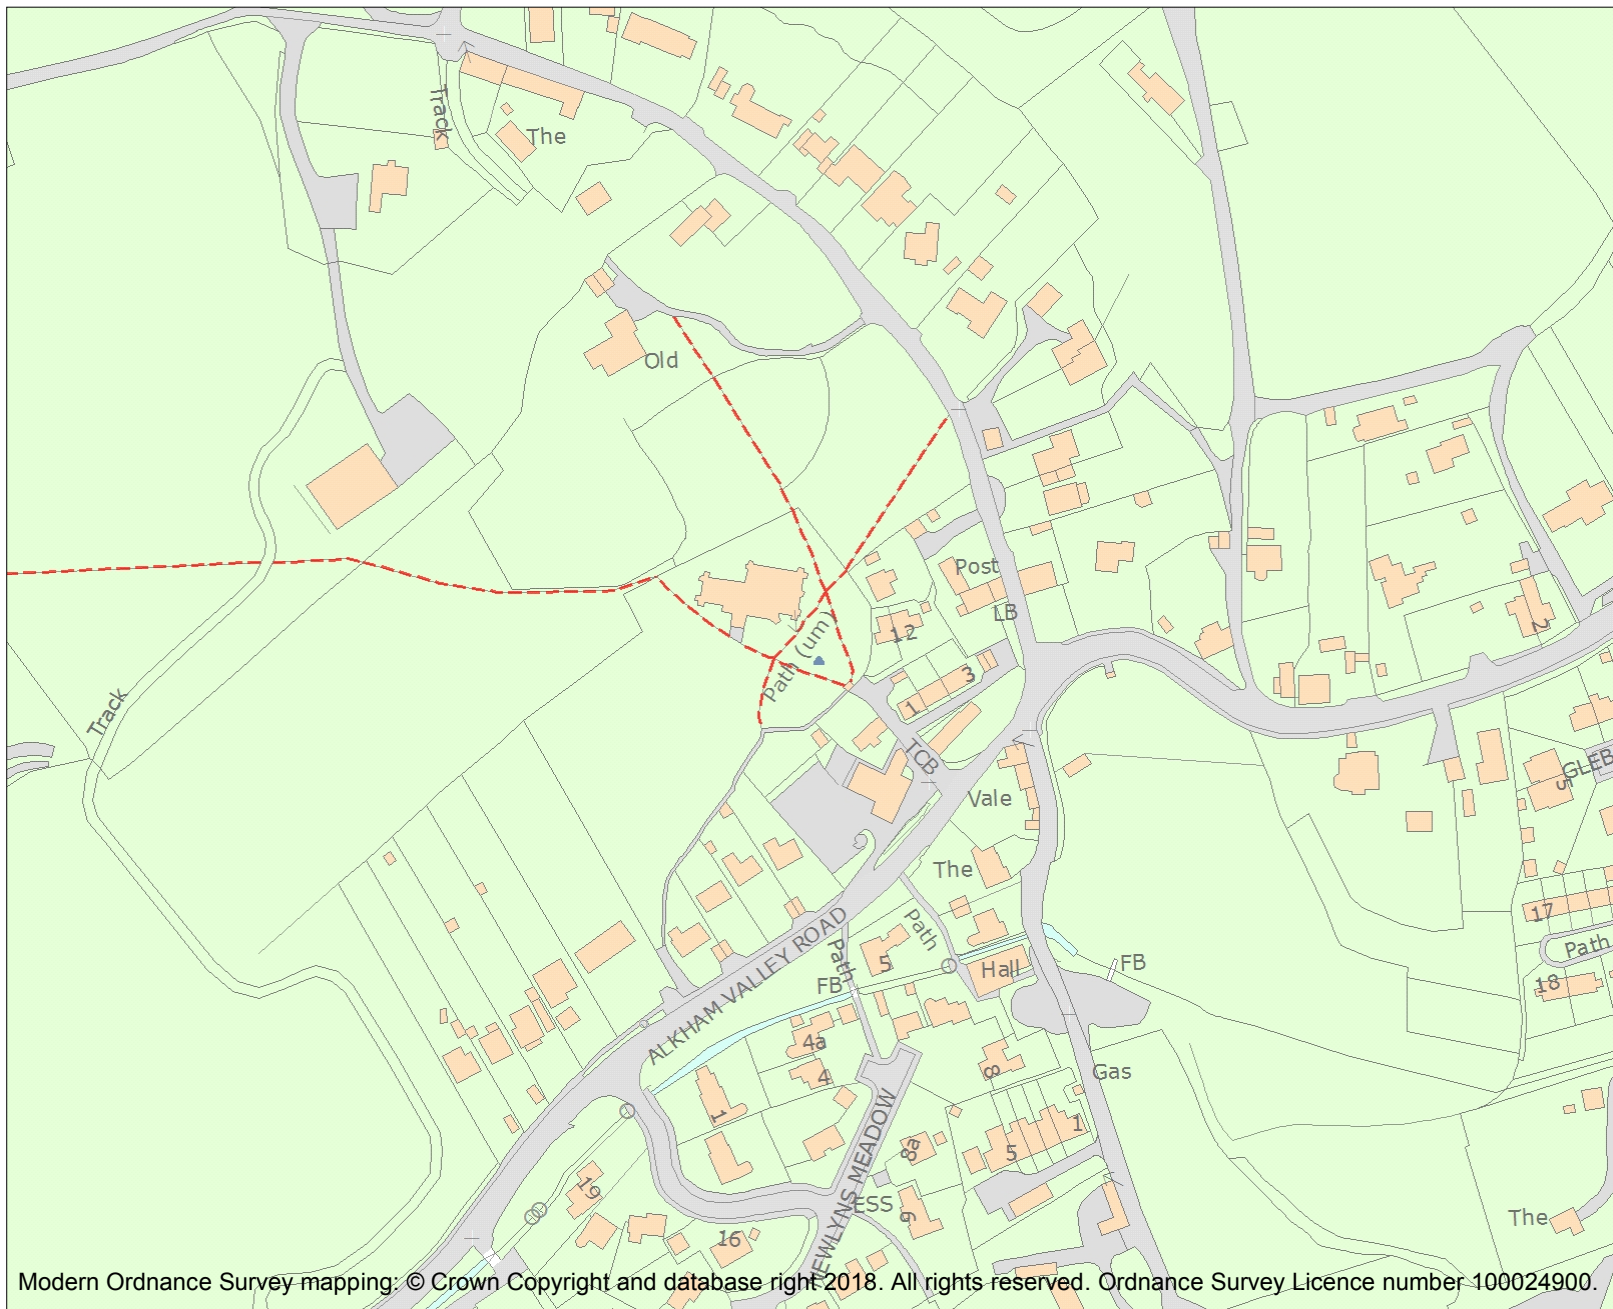 Track
The
Old
Post
12
LB
Path (um)
3
1
2
Track
TCB
GLEB
5
Vale
The
17
ALKHAM VALLEY ROAD
Path
Path
Path
5
Hall
FB
FB
18
4a
4
8
Gas
1
1
5
8a
NEWLYNS MEADOW
19
ESS
9
The
16
Modern Ordnance Survey mapping: © Crown Copyright and database right 2018. All rights reserved. Ordnance Survey Licence number 100024900.